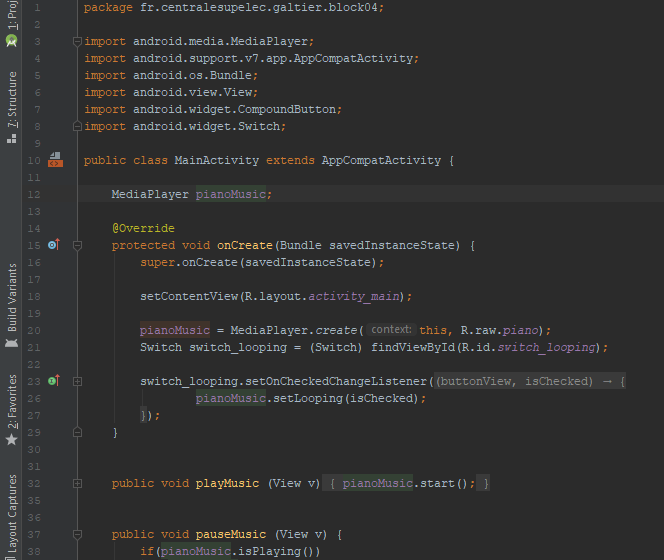 1: Proj
7: Structure
Build Variants
2: Favorites
Layout Captures
1 package fr.centralesupelec.galtier.block04;
2
3 import android.media.MediaPlayer;
4 import android.support.v7.app.AppCompatActivity;
5 import android.os.Bundle;
6 import android.view.View;
7 import android.widget.CompoundButton;
8 import android.widget.Switch;
9
10 public class MainActivity extends AppCompatActivity {
11
12 MediaPlayer pianoMusic;
13
14 @Override
15 protected void onCreate(Bundle savedInstanceState) {
16 super.onCreate(savedInstanceState);
17
18 setContentView(R.layout.activity_main);
19
20 pianoMusic = MediaPlayer.create( context: this, R.raw.piano);
21 Switch switch_looping = (Switch) findViewById(R.id.switch_looping);
22
23 switch_looping.setOnCheckedChangeListener((buttonView, isChecked) → {
26 pianoMusic.setLooping(isChecked);
27 });
29 }
30
31
32 public void playMusic (View v) { pianoMusic.start(); }
35
36
37 public void pauseMusic (View v) {
38 if(pianoMusic.isPlaying())